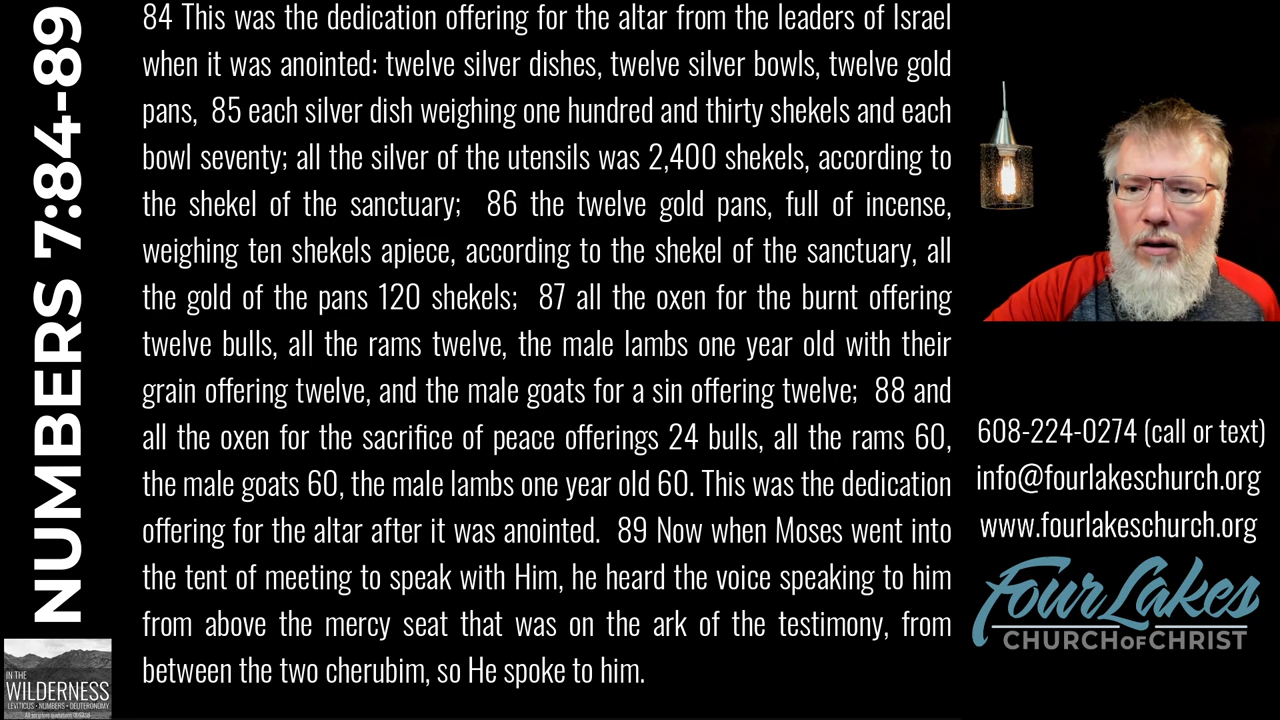 NUMBERS 7:84-89
84 This was the dedication offering for the altar from the leaders of Israel
when it was anointed: twelve silver dishes, twelve silver bowls, twelve gold
pans, 85 each silver dish weighing one hundred and thirty shekels and each
bowl seventy; all the silver of the utensils was 2,400 shekels, according to
the shekel of the sanctuary; 86 the twelve gold pans, full of incense,
weighing ten shekels apiece, according to the shekel of the sanctuary, all
the gold of the pans 120 shekels; 87 all the oxen for the burnt offering
twelve bulls, all the rams twelve, the male lambs one year old with their
grain offering twelve, and the male goats for a sin offering twelve; 88 and
all the oxen for the sacrifice of peace offerings 24 bulls, all the rams 60,
the male goats 60, the male lambs one year old 60. This was the dedication
offering for the altar after it was anointed. 89 Now when Moses went into
the tent of meeting to speak with Him, he heard the voice speaking to him
from above the mercy seat that was on the ark of the testimony, from
between the two cherubim, so He spoke to him.
608-224-0274 (call or text)
info@fourlakeschurch.org
www.fourlakeschurch.org
Four Lakes
CHURCH OF CHRIST
IN THE
WILDERNESS
LEVITICUS • NUMBERS • DEUTERONOMY
All scripture quotations